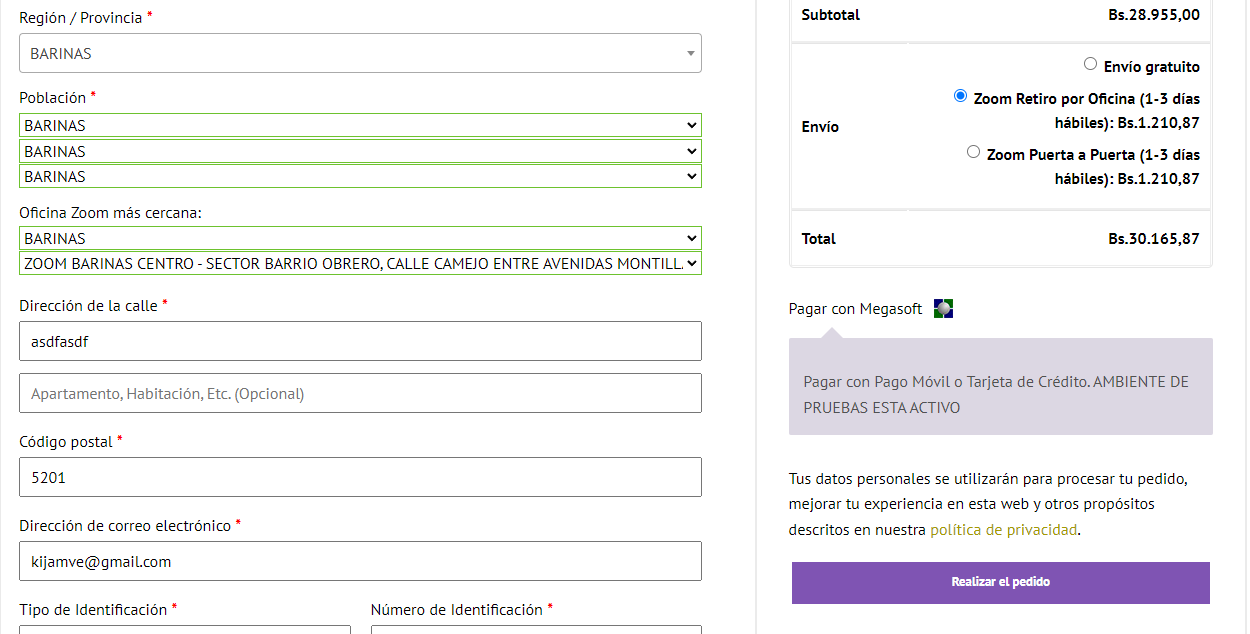 Región / Provincia *
BARINAS
Población *
BARINAS
BARINAS
BARINAS
Oficina Zoom más cercana:
BARINAS
ZOOM BARINAS CENTRO - SECTOR BARRIO OBRERO, CALLE CAMEJO ENTRE AVENIDAS MONTILL
Dirección de la calle *
asdfasdf
Apartamento, Habitación, Etc. (Opcional)
Código postal *
5201
Dirección de correo electrónico *
kijamve@gmail.com
Tipo de Identificación * Número de Identificación *
Subtotal Bs.28.955,00
Envío
Envío gratuito
Zoom Retiro por Oficina (1-3 días
hábiles): Bs.1.210,87
Zoom Puerta a Puerta (1-3 días
hábiles): Bs.1.210,87
Total Bs.30.165,87
Pagar con Megasoft
Pagar con Pago Móvil o Tarjeta de Crédito. AMBIENTE DE
PRUEBAS ESTA ACTIVO
Tus datos personales se utilizarán para procesar tu pedido,
mejorar tu experiencia en esta web y otros propósitos
descritos en nuestra política de privacidad.
Realizar el pedido